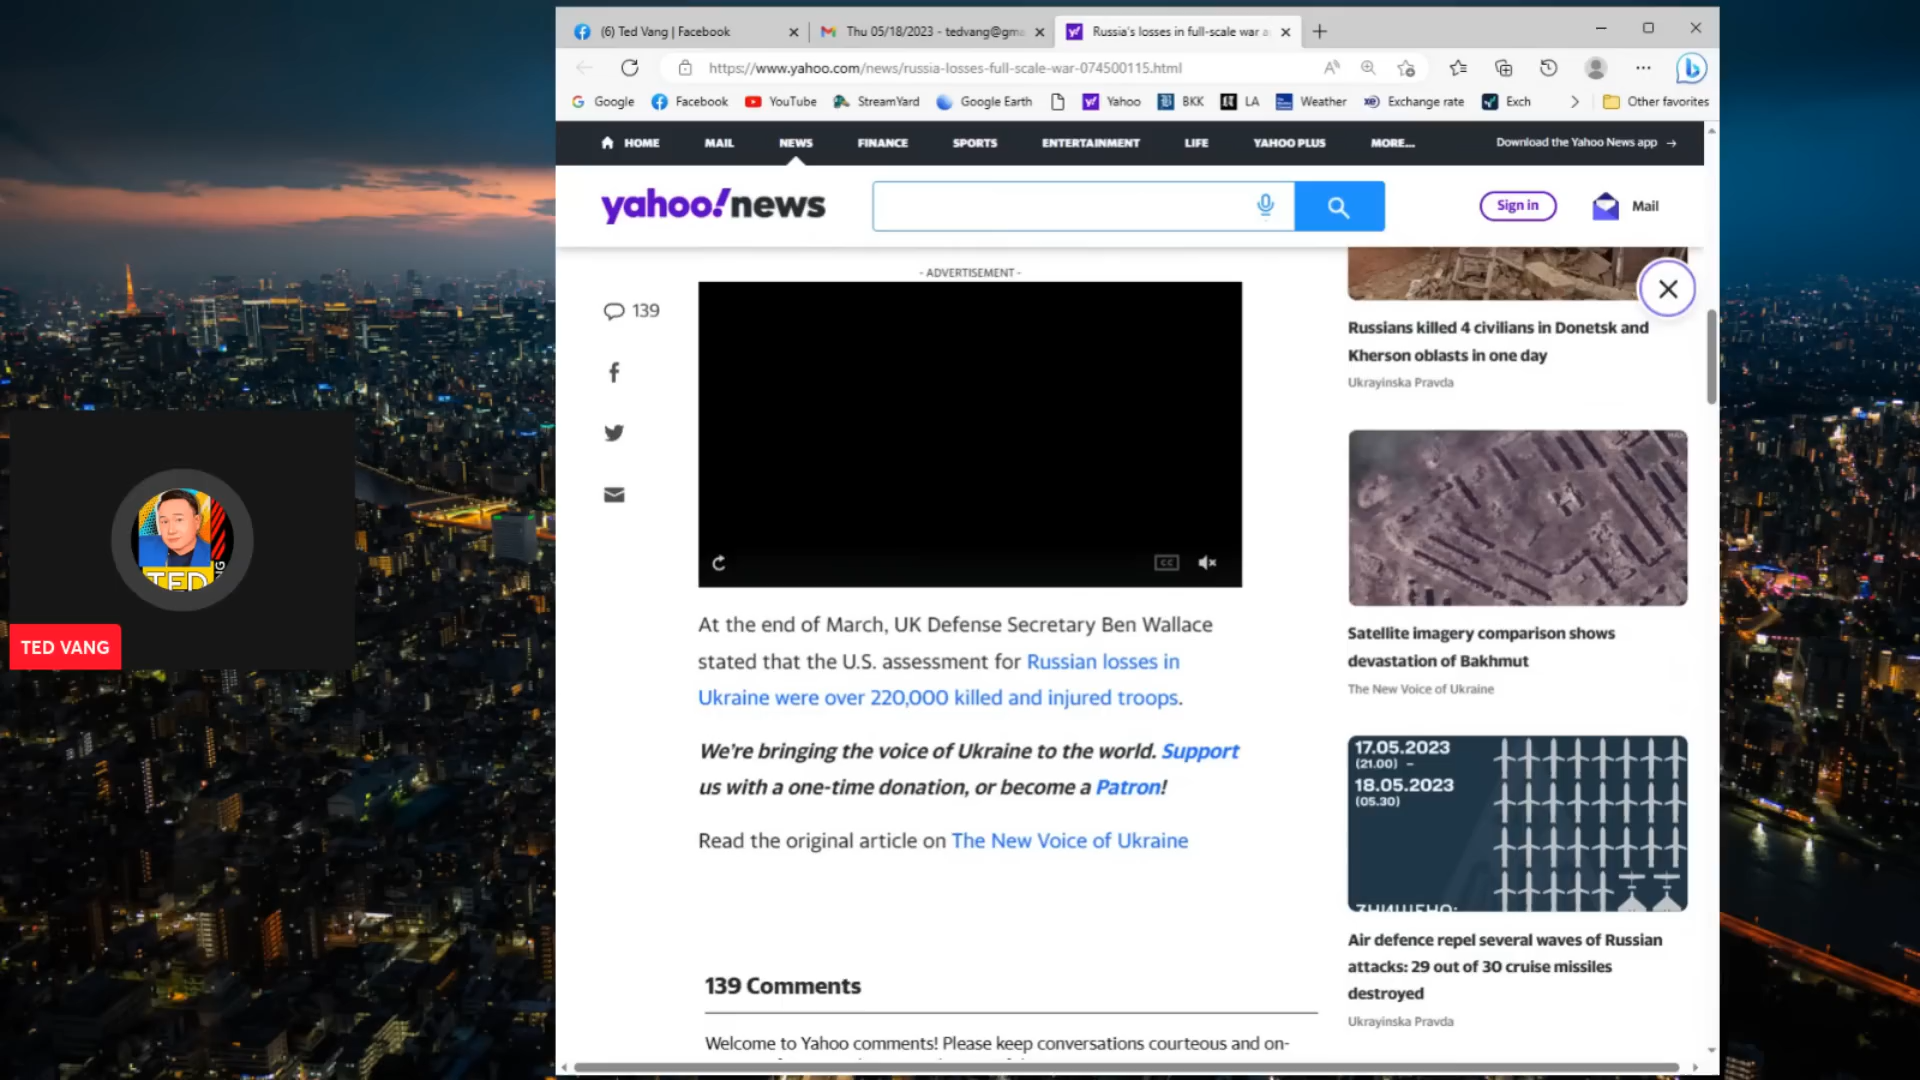 (6) Ted Vang | Facebook
Thu 05/18/2023 - tedvang@gma
Russia's losses in full-scale war a
https://www.yahoo.com/news/russia-losses-full-scale-war-074500115.html
Google
Facebook
YouTube
StreamYard
Google Earth
Yahoo
BKK
LA
Weather
Exchange rate
Exch
Other favorites
HOME
MAIL
NEWS
FINANCE
SPORTS
ENTERTAINMENT
LIFE
YAHOO PLUS
MORE...
Download the Yahoo News app →
yahoo!news
Sign in
Mail
- ADVERTISEMENT -
139
CC
At the end of March, UK Defense Secretary Ben Wallace
stated that the U.S. assessment for Russian losses in
Ukraine were over 220,000 killed and injured troops.
We're bringing the voice of Ukraine to the world. Support
us with a one-time donation, or become a Patron!
Read the original article on The New Voice of Ukraine
139 Comments
Welcome to Yahoo comments! Please keep conversations courteous and on-
Russians killed 4 civilians in Donetsk and
Kherson oblasts in one day
Ukrayinska Pravda
Satellite imagery comparison shows
devastation of Bakhmut
The New Voice of Ukraine
17.05.2023
(21.00) –
18.05.2023
(05.30)
ЗНИЩЕНО:
Air defence repel several waves of Russian
attacks: 29 out of 30 cruise missiles
destroyed
Ukrayinska Pravda
TED
NG
TED VANG